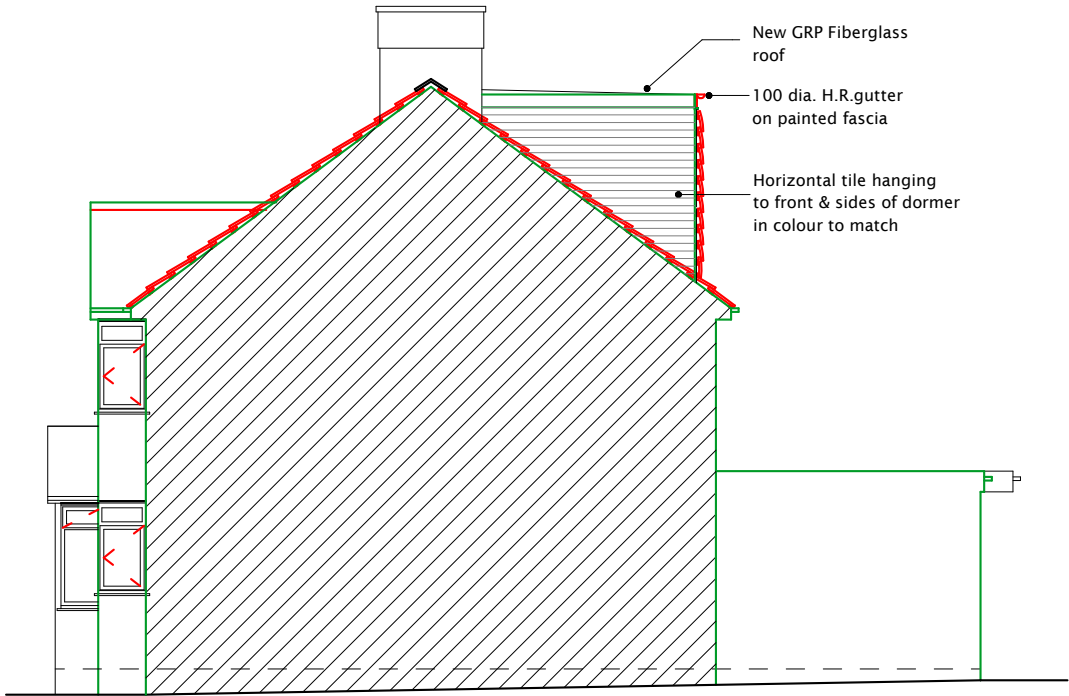 New GRP Fiberglass
roof
100 dia. H.R.gutter
on painted fascia
Horizontal tile hanging
to front & sides of dormer
in colour to match